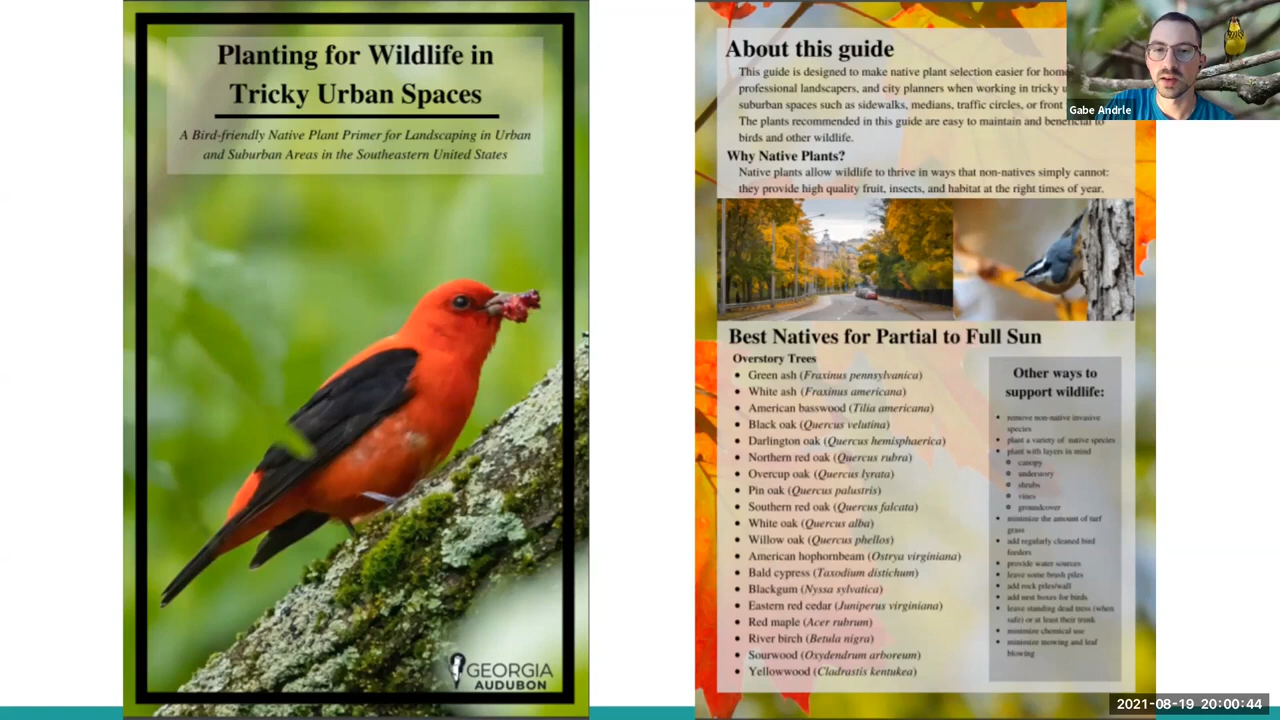 Planting for Wildlife in
Tricky Urban Spaces
A Bird-friendly Native Plant Primer for Landscaping in Urban
and Suburban Areas in the Southeastern United States
GEORGIA
AUDUBON
About this guide
This guide is designed to make native plant selection easier for
professional landscapers, and city planners when working in tricky
suburban spaces such as sidewalks, medians, traffic circles, or front
The plants recommended in this guide are easy to maintain and beneficial to
birds and other wildlife.
Why Native Plants?
Native plants allow wildlife to thrive in ways that non-natives simply cannot:
they provide high quality fruit, insects, and habitat at the right times of year.
Best Natives for Partial to Full Sun
Overstory Trees
Green ash (Fraxinus pennsylvanica)
White ash (Fraxinus americana)
American basswood (Tilia americana)
Black oak (Quercus velutina)
Darlington oak (Quercus hemisphaerica)
Northern red oak (Quercus rubra)
Overcup oak (Quercus lyrata)
Pin oak (Quercus palustris)
Southern red oak (Quercus falcata)
White oak (Quercus alba)
Willow oak (Quercus phellos)
American hophornbeam (Ostrya virginiana)
Bald cypress (Taxodium distichum)
Blackgum (Nyssa sylvatica)
Eastern red cedar (Juniperus virginiana)
Red maple (Acer rubrum)
River birch (Betula nigra)
Sourwood (Oxydendrum arboreum)
Yellowwood (Cladrastis kentukea)
Other ways to
support wildlife:
remove non-native invasive
species
plant a variety of native species
plant with layers in mind
canopy
understory
shrubs
vines
groundcover
minimize the amount of turf
grass
add regularly cleaned bird
feeders
provide water sources
leave some brush piles
add rock piles/wall
add nest boxes for birds
leave standing dead trees (when
safe) or at least their trunk
minimize chemical use
minimize mowing and leaf
blowing
Gabe Andrle
2021-08-19 20:00:44